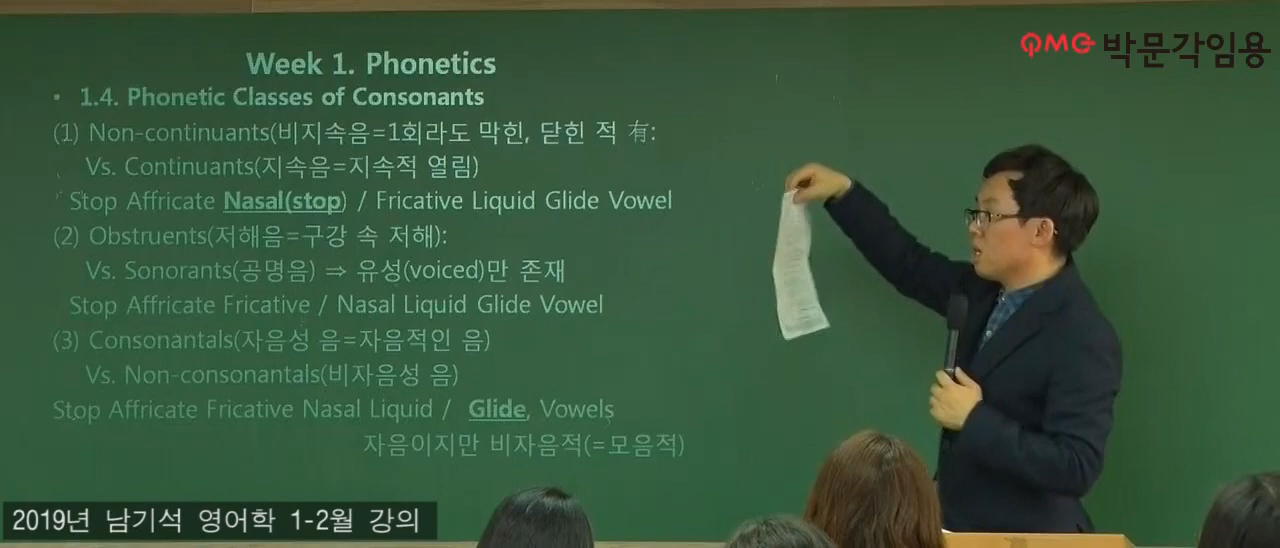 PMG 박문각임용
Week 1. Phonetics
• 1.4. Phonetic Classes of Consonants
(1) Non-continuants(비지속음=1회라도 막힌, 닫힌 적 有:
Vs. Continuants(지속음=지속적 열림)
Stop Affricate Nasal(stop) / Fricative Liquid Glide Vowel
(2) Obstruents(저해음=구강 속 저해):
Vs. Sonorants(공명음) ⇒ 유성(voiced)만 존재
Stop Affricate Fricative / Nasal Liquid Glide Vowel
(3) Consonantals(자음성 음=자음적인 음)
Vs. Non-consonantals(비자음성 음)
Stop Affricate Fricative Nasal Liquid / Glide, Vowels
자음이지만 비자음적(=모음적)
2019년 남기석 영어학 1-2월 강의